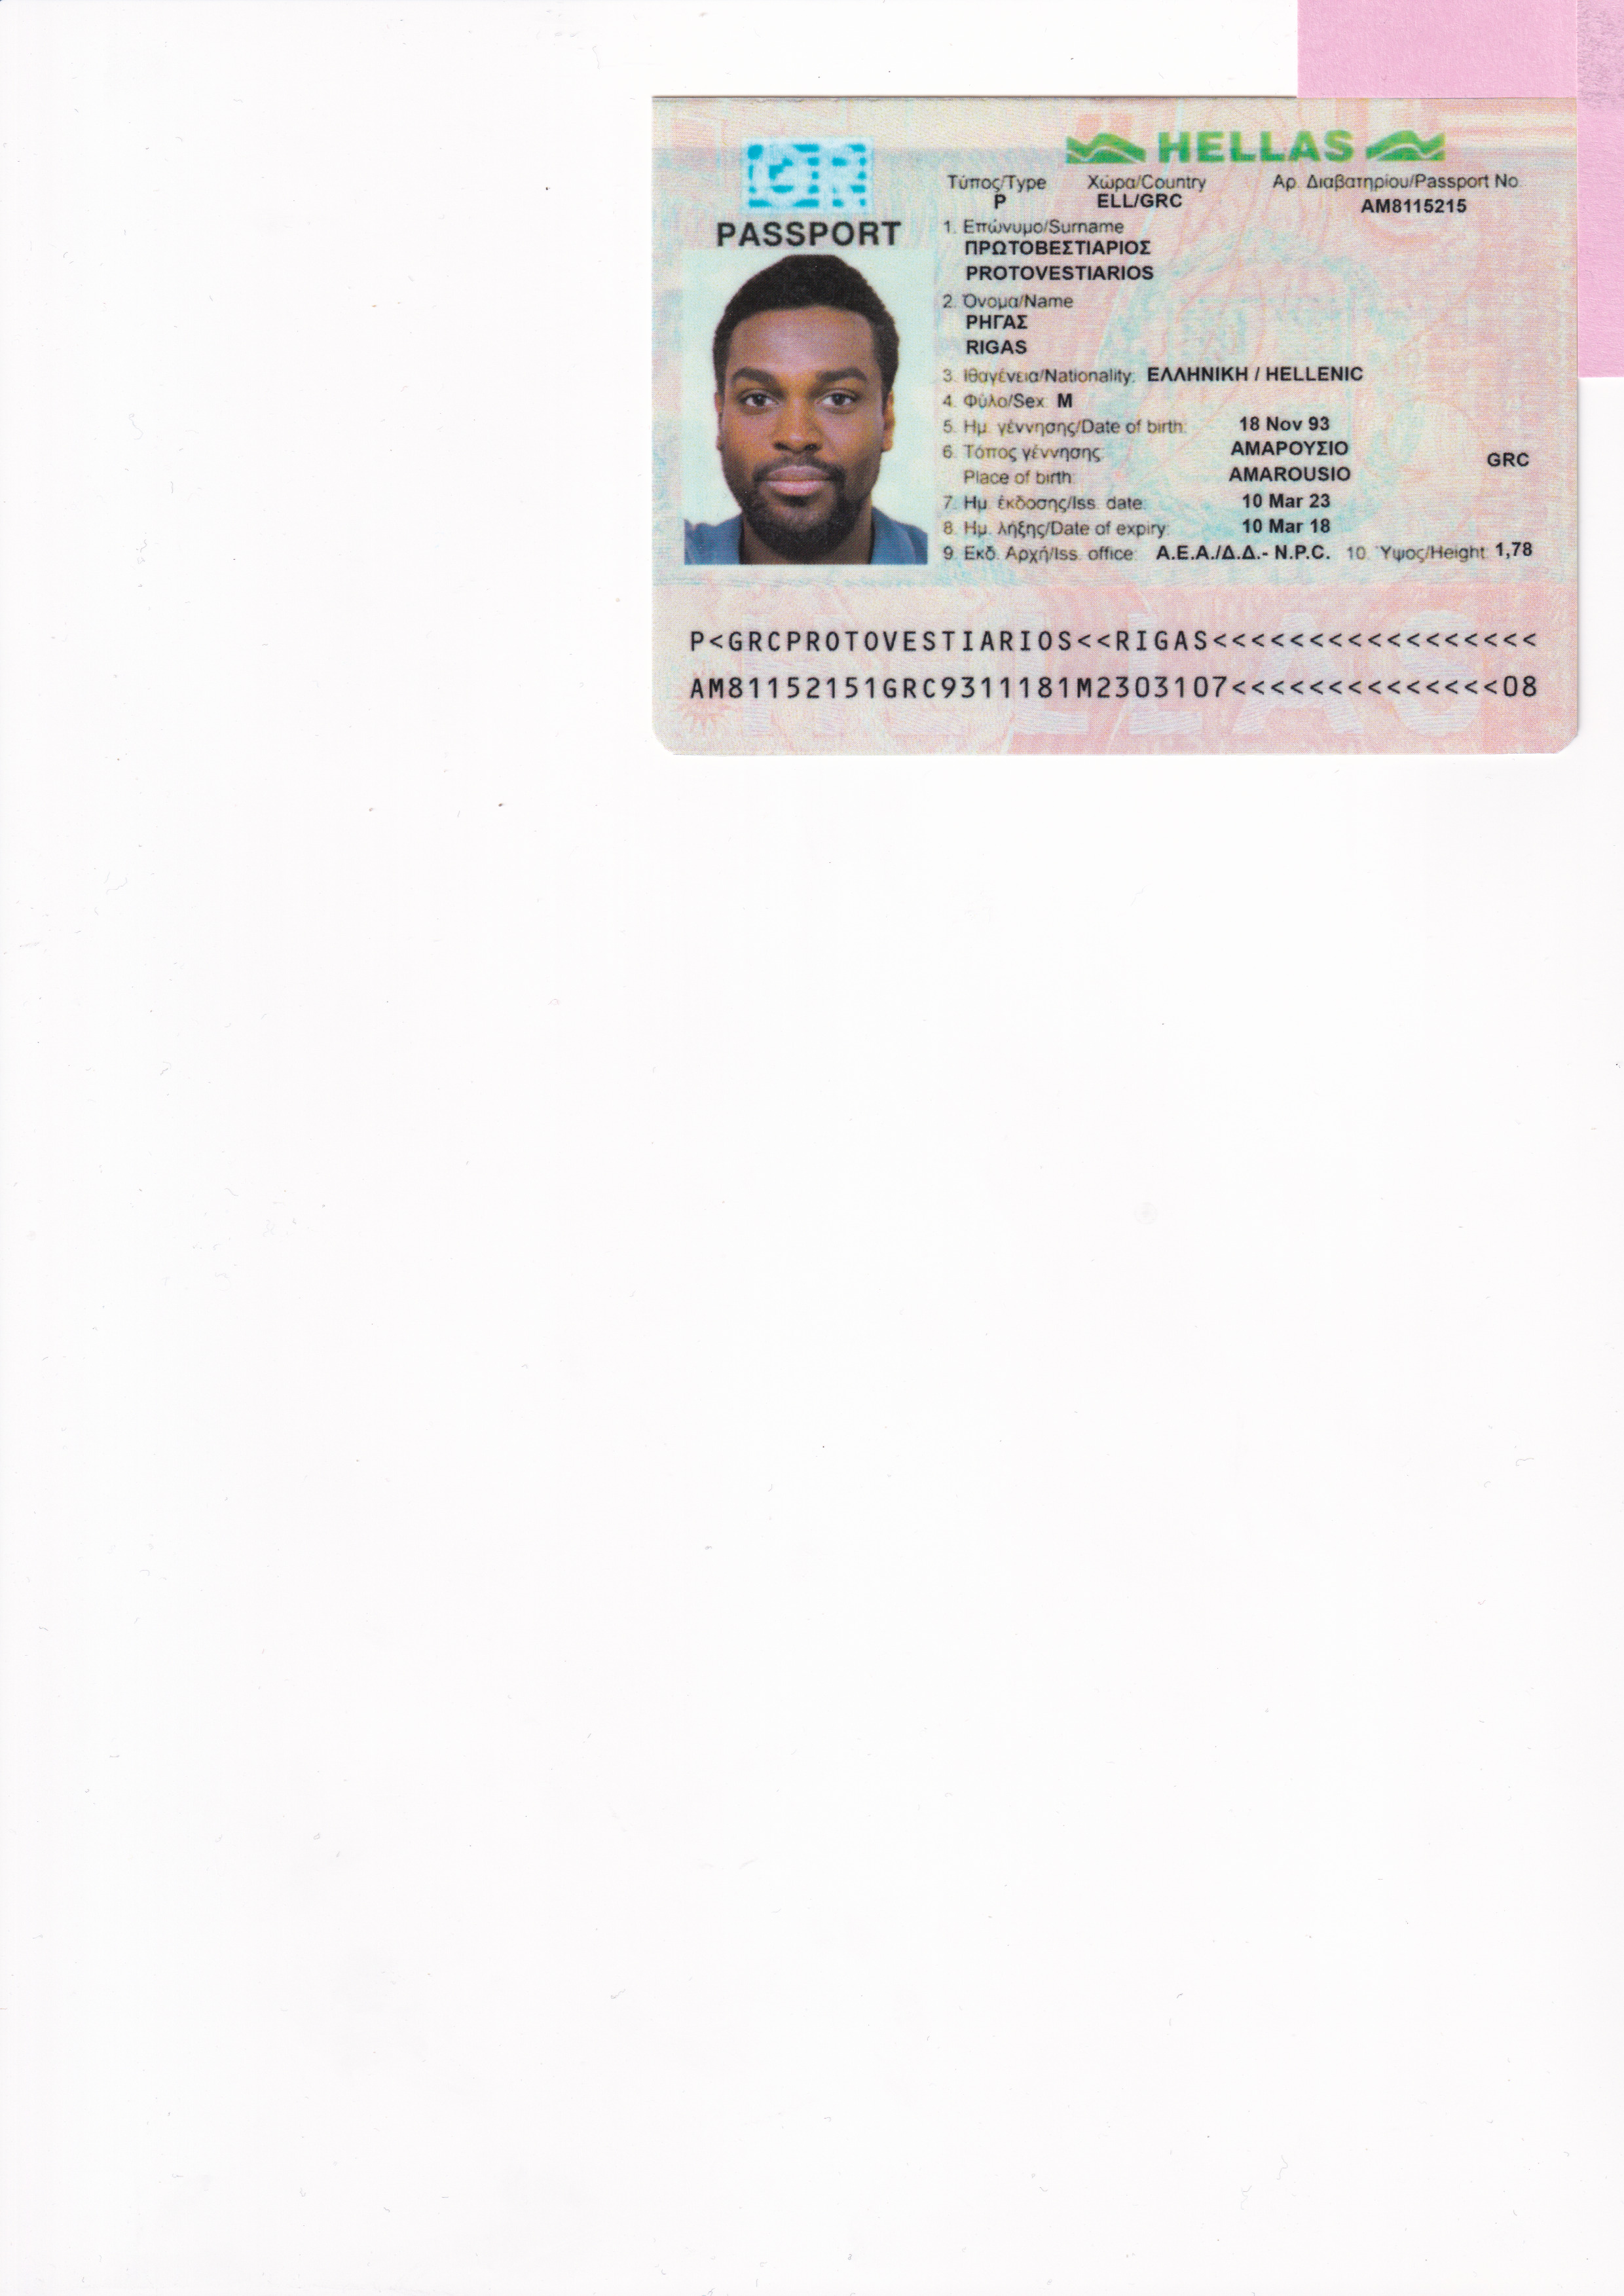 GR
HELLAS
PASSPORT
Τύπος/Type Χώρα/Country Αρ. Διαβατηρίου/Passport No
P ELL/GRC AM8115215
1. Επώνυμο/Surname
ΠΡΩΤΟΒΕΣΤΙΑΡΙΟΣ
PROTOVESTIARIOS
2. Όνομα/Name
ΡΗΓΑΣ
RIGAS
3. Ιθαγένεια/Nationality: ΕΛΛΗΝΙΚΗ / HELLENIC
4. Φύλο/Sex: M
5. Ημ. γέννησης/Date of birth: 18 Nov 93
6. Τόπος γέννησης: ΑΜΑΡΟΥΣΙΟ GRC
Place of birth: AMAROUSIO
7. Ημ. έκδοσης/Iss. date: 10 Mar 23
8. Ημ. λήξης/Date of expiry: 10 Mar 18
9. Εκδ. Αρχή/Iss. office: Α.Ε.Α./Δ.Δ.- N.P.C. 10. Ύψος/Height: 1,78
P<GRCPROTOVESTIARIOS<<RIGAS<<<<<<<<<<<<<<<<<
AM81152151GRC9311181M2303107<<<<<<<<<<<<<<08
HELLAS